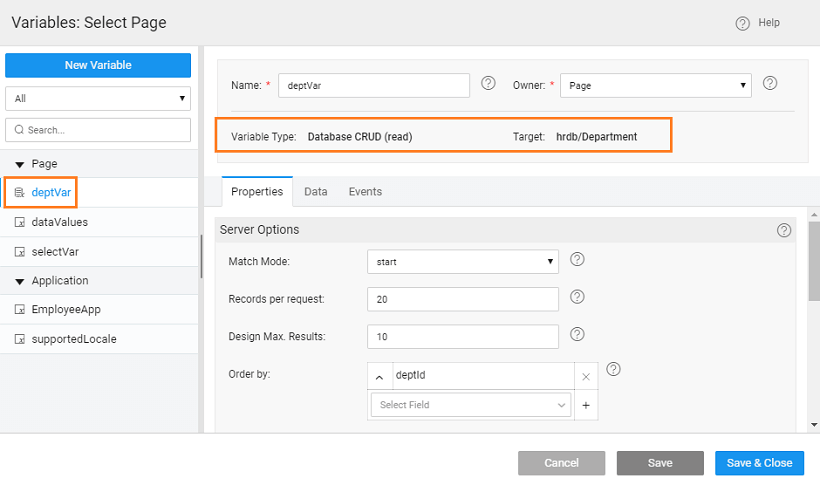 Variables: Select Page
Help
New Variable
All
Search...
Page
deptVar
dataValues
selectVar
Application
EmployeeApp
supportedLocale
Name: * deptVar
Owner: * Page
Variable Type: Database CRUD (read)
Target: hrdb/Department
Properties Data Events
Server Options
Match Mode: start
Records per request: 20
Design Max. Results: 10
Order by: deptId
Select Field
Cancel Save Save & Close